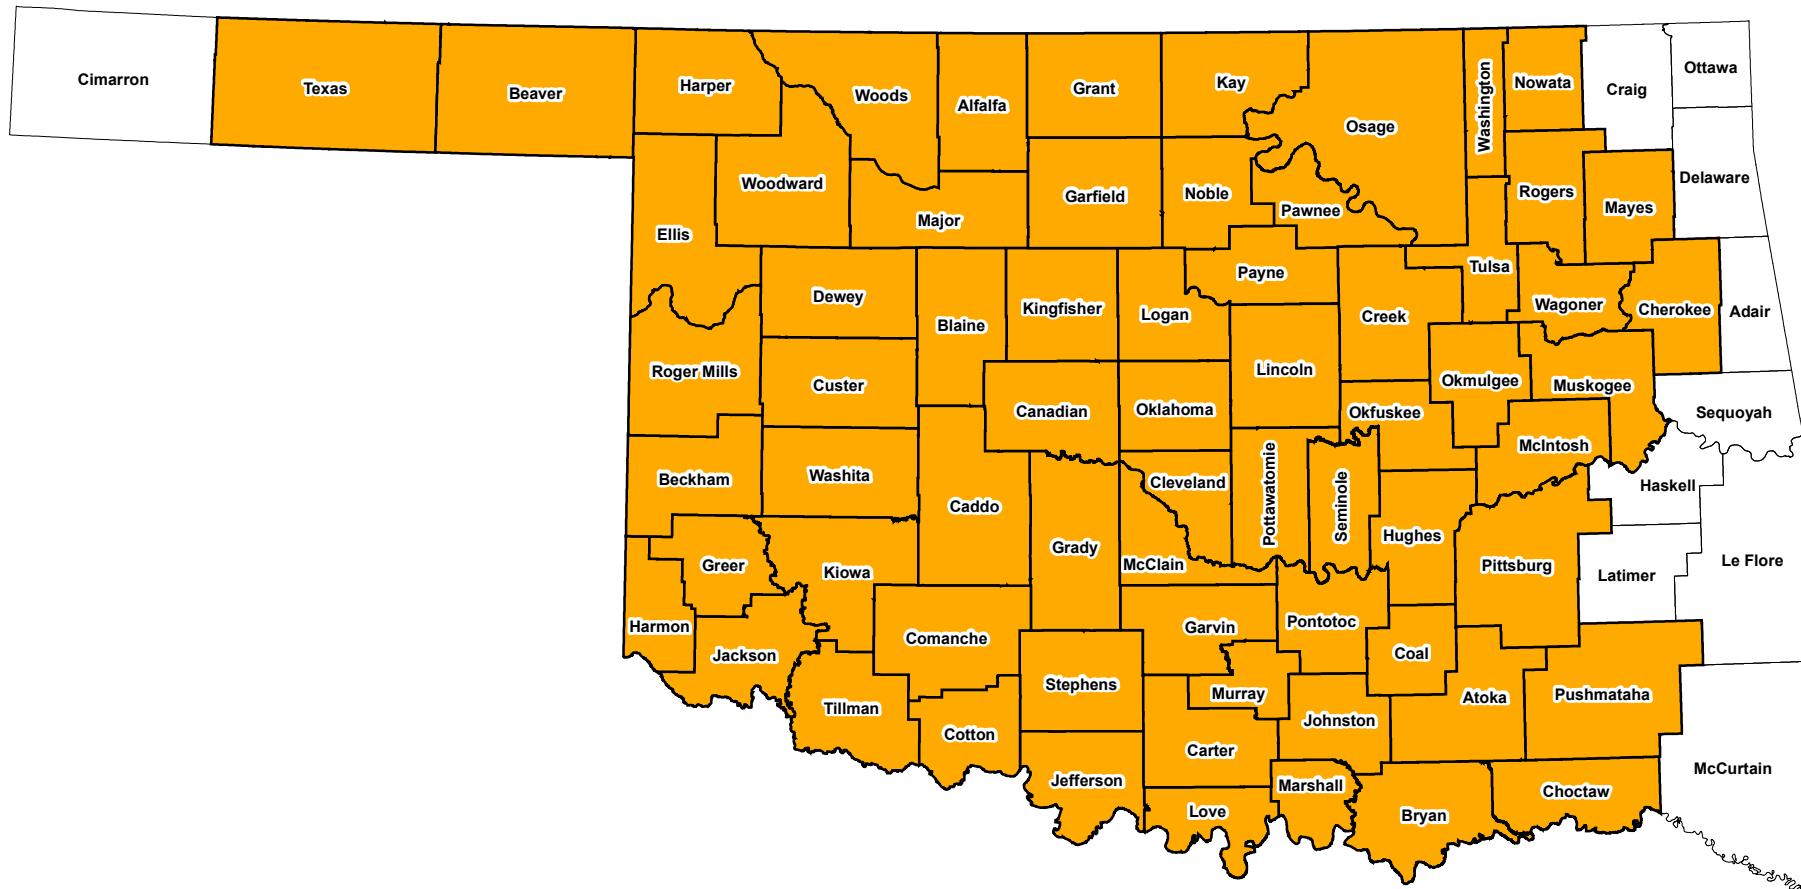 Cimarron
Texas
Beaver
Harper
Woods
Alfalfa
Grant
Kay
Osage
Washington
Nowata
Craig
Ottawa
Woodward
Ellis
Major
Garfield
Noble
Pawnee
Rogers
Mayes
Delaware
Dewey
Blaine
Kingfisher
Logan
Payne
Creek
Tulsa
Wagoner
Cherokee
Adair
Roger Mills
Custer
Canadian
Oklahoma
Lincoln
Okfuskee
Okmulgee
Muskogee
Sequoyah
Beckham
Washita
Caddo
Grady
Cleveland
McClain
Pottawatomie
Seminole
Hughes
McIntosh
Haskell
Pittsburg
Latimer
Le Flore
Greer
Kiowa
Harmon
Jackson
Comanche
Garvin
Pontotoc
Coal
Tillman
Cotton
Stephens
Murray
Johnston
Atoka
Pushmataha
Carter
Jefferson
Love
Marshall
Bryan
Choctaw
McCurtain